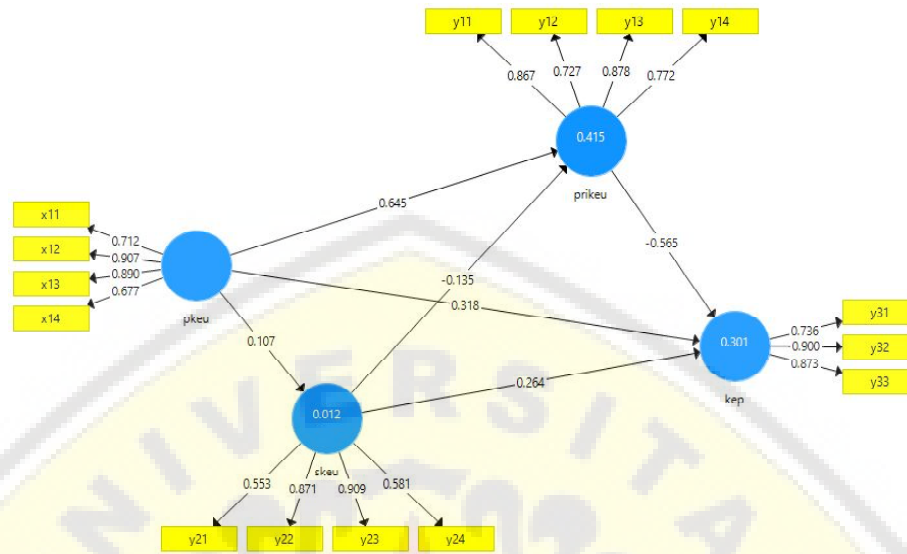 y11 y12 y13 y14
0.867 0.727 0.878 0.772
0.415
prikeu
0.645
x11
x12
x13
x14
0.712
0.907
0.890
0.677
pkeu
-0.135
-0.565
0.318
0.107
0.264
0.301
kep
0.736
0.900
0.873
y31
y32
y33
0.012
skeu
0.553 0.871 0.909 0.581
y21 y22 y23 y24
NIVERSITA